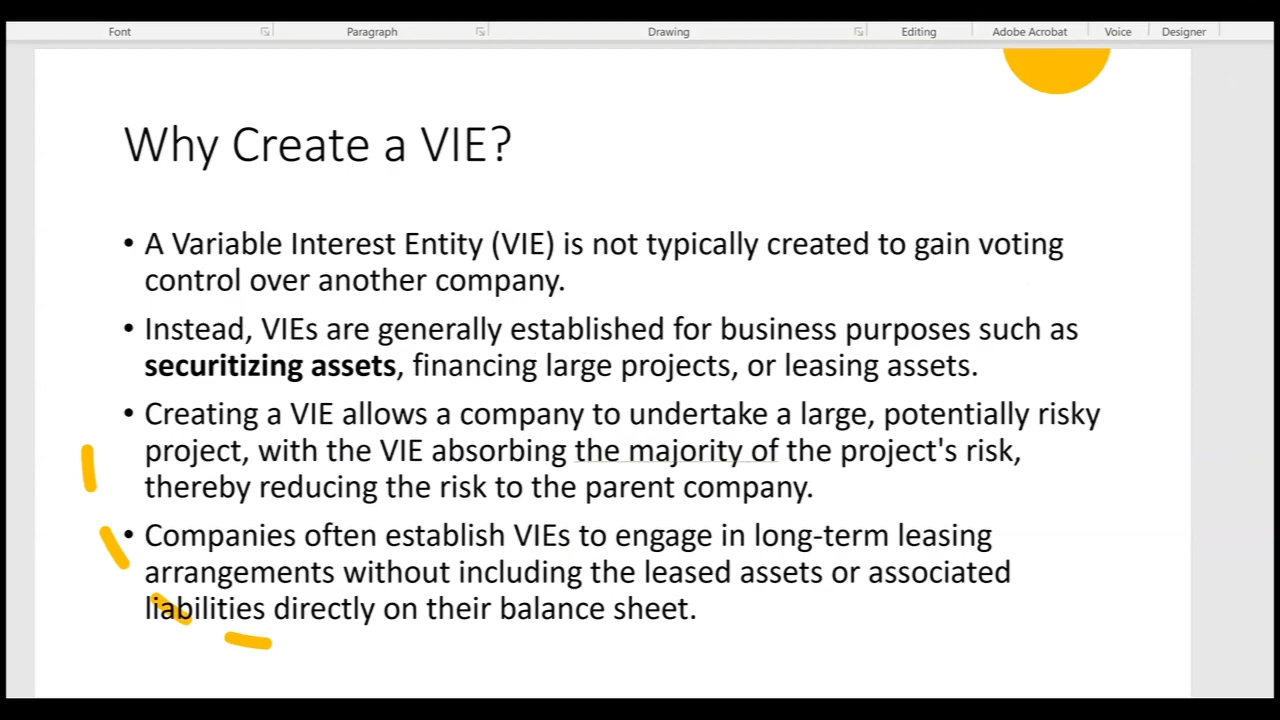 Font Paragraph Drawing Editing Adobe Acrobat Voice Designer
Why Create a VIE?
• A Variable Interest Entity (VIE) is not typically created to gain voting
control over another company.
• Instead, VIEs are generally established for business purposes such as
securitizing assets, financing large projects, or leasing assets.
• Creating a VIE allows a company to undertake a large, potentially risky
project, with the VIE absorbing the majority of the project's risk,
thereby reducing the risk to the parent company.
• Companies often establish VIEs to engage in long-term leasing
arrangements without including the leased assets or associated
liabilities directly on their balance sheet.